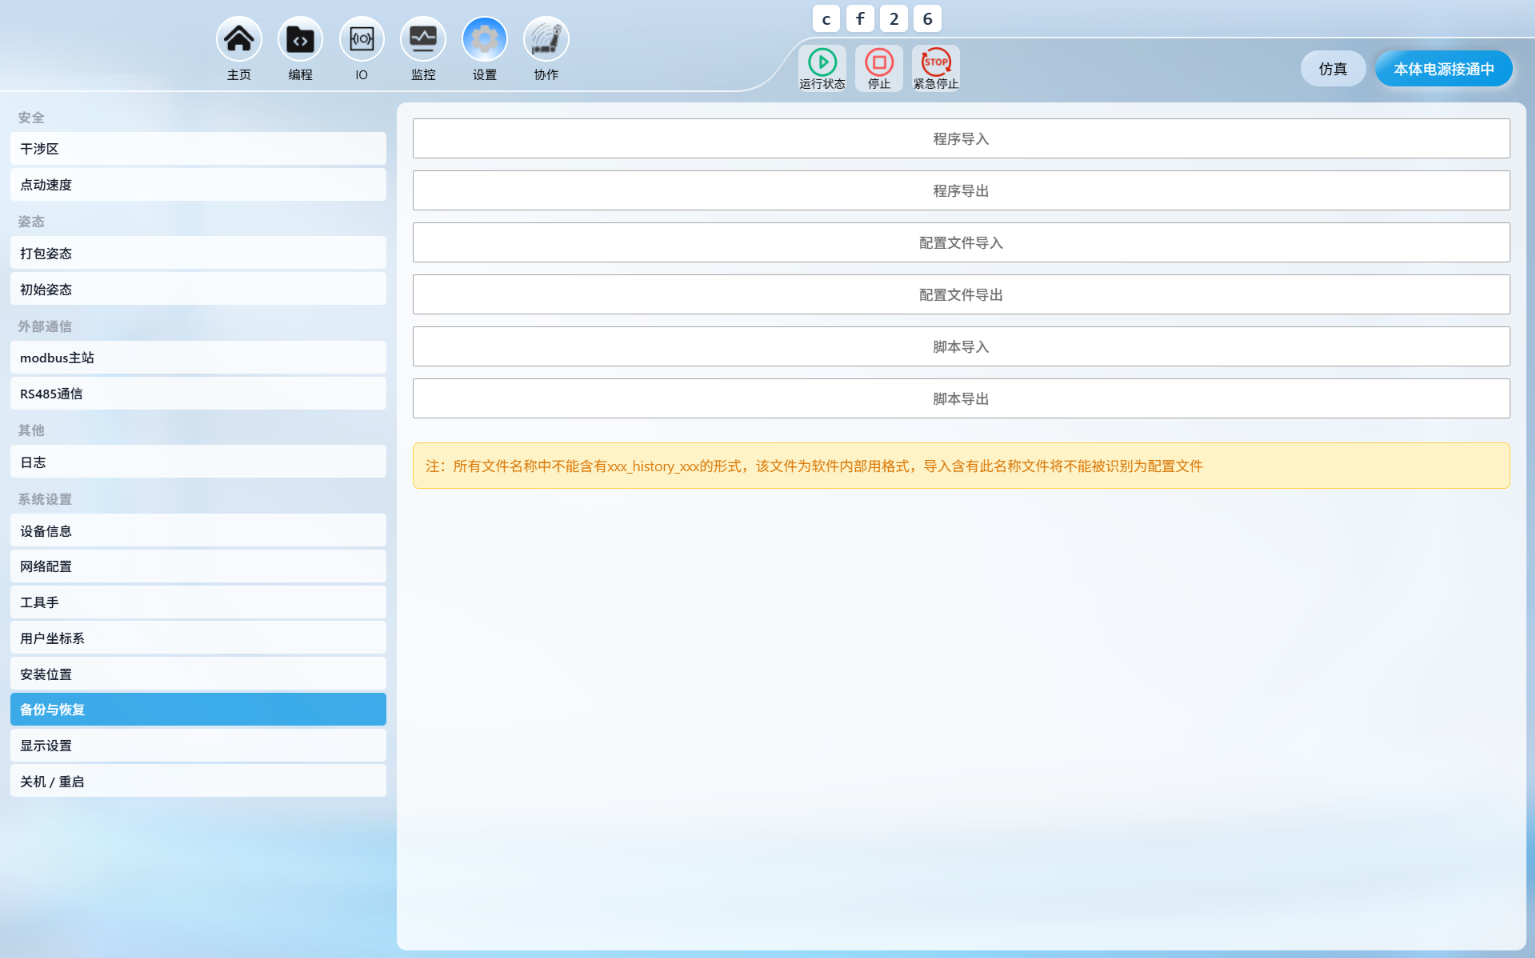 c f 2 6
主页
编程
IO
监控
设置
协作
运行状态
停止
STOP
紧急停止
仿真
本体电源接通中
安全
干涉区
点动速度
姿态
打包姿态
初始姿态
外部通信
modbus主站
RS485通信
其他
日志
系统设置
设备信息
网络配置
工具手
用户坐标系
安装位置
备份与恢复
显示设置
关机 / 重启
程序导入
程序导出
配置文件导入
配置文件导出
脚本导入
脚本导出
注：所有文件名称中不能含有xxx_history_xxx的形式，该文件为软件内部用格式，导入含有此名称文件将不能被识别为配置文件